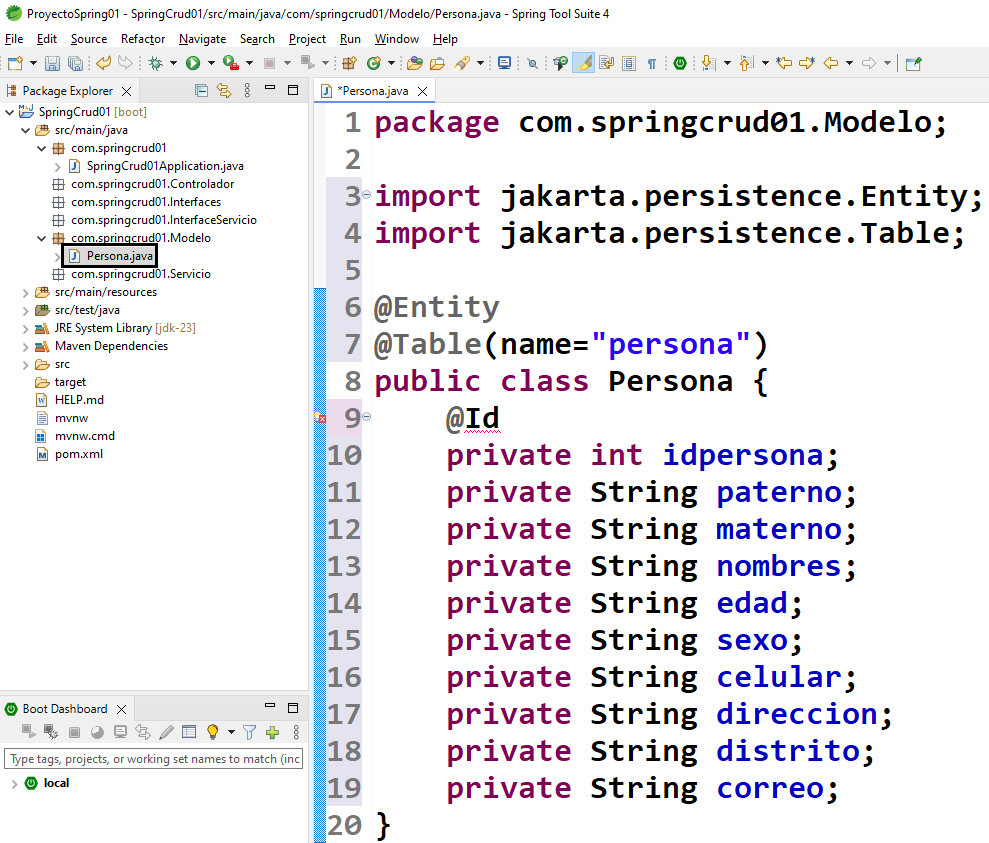 ProyectoSpring01 - SpringCrud01/src/main/java/com/springcrud01/Modelo/Persona.java - Spring Tool Suite 4
File Edit Source Refactor Navigate Search Project Run Window Help
Package Explorer
SpringCrud01 [boot]
src/main/java
com.springcrud01
SpringCrud01Application.java
com.springcrud01.Controlador
com.springcrud01.Interfaces
com.springcrud01.InterfaceServicio
com.springcrud01.Modelo
Persona.java
com.springcrud01.Servicio
src/main/resources
src/test/java
JRE System Library [jdk-23]
Maven Dependencies
src
target
HELP.md
mvnw
mvnw.cmd
pom.xml
Boot Dashboard
Type tags, projects, or working set names to match (inc
local
*Persona.java
1 package com.springcrud01.Modelo;
2
3 import jakarta.persistence.Entity;
4 import jakarta.persistence.Table;
5
6 @Entity
7 @Table(name="persona")
8 public class Persona {
9 @Id
10 private int idpersona;
11 private String paterno;
12 private String materno;
13 private String nombres;
14 private String edad;
15 private String sexo;
16 private String celular;
17 private String direccion;
18 private String distrito;
19 private String correo;
20 }